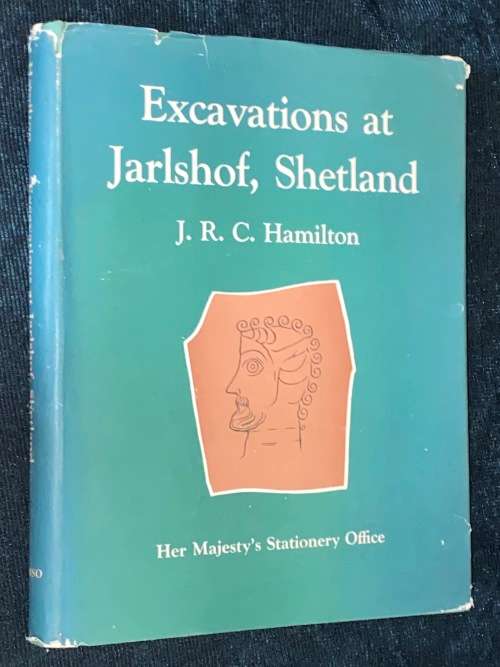 Excavations at
Jarlshof, Shetland
J. R. C. Hamilton
Her Majesty's Stationery Office